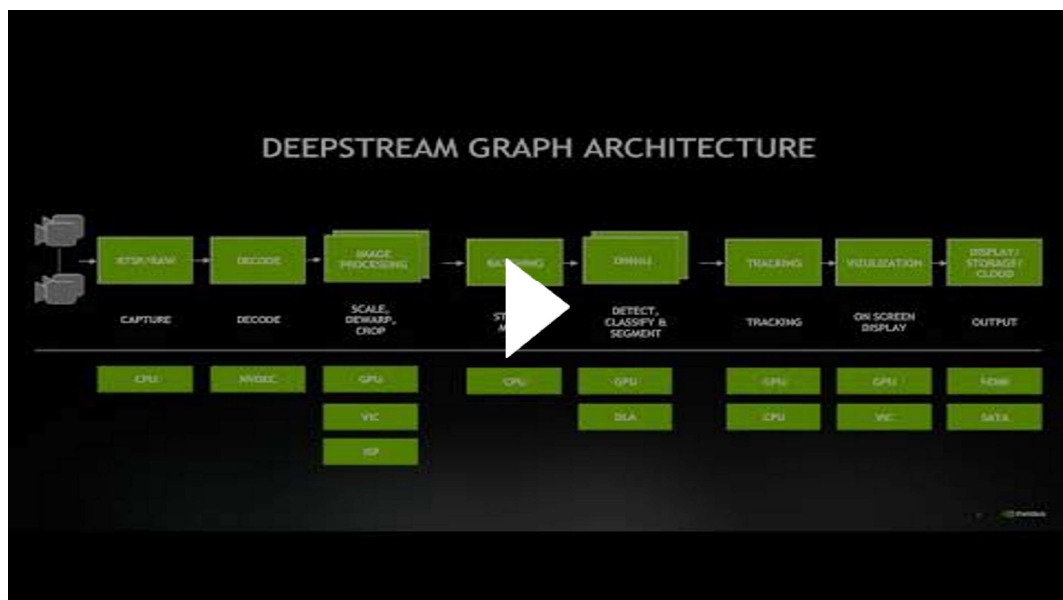 DEEPSTREAM GRAPH ARCHITECTURE
RTSP/RAW
DECODE
IMAGE
PROCESSING
DNN(s)
TRACKING
VIZULIZATION
DISPLAY/
STORAGE/
CLOUD
CAPTURE
DECODE
SCALE,
DEWARP,
CROP
DETECT,
CLASSIFY &
SEGMENT
TRACKING
ON SCREEN
DISPLAY
OUTPUT
CPU
NVDEC
GPU
CPU
GPU
GPU
GPU
HDMI
VIC
DLA
CPU
VIC
SATA
ISP